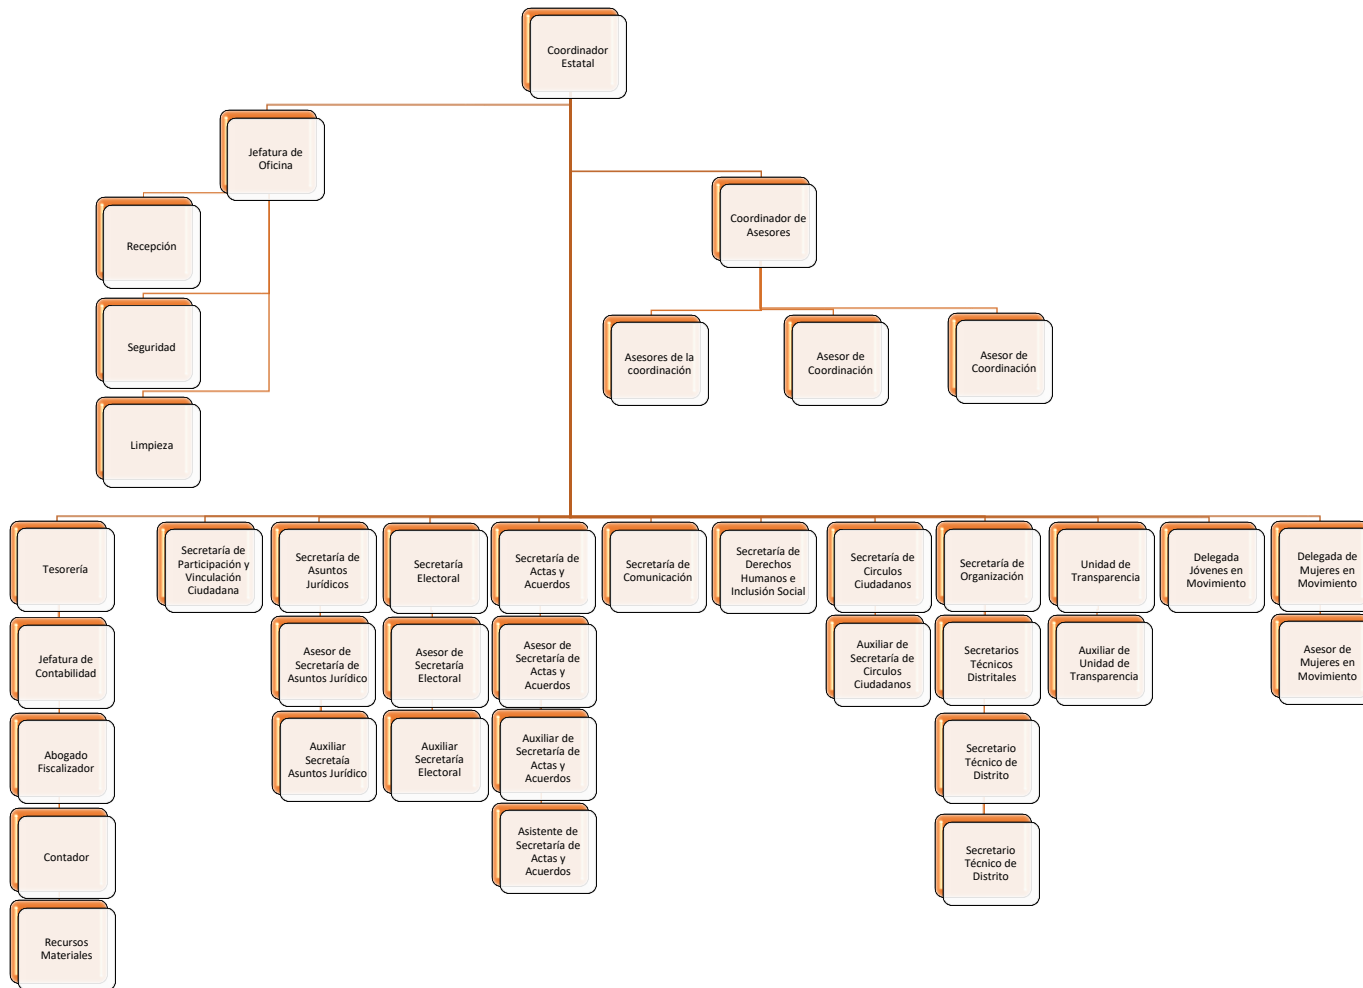 Coordinador
Estatal
Jefatura de
Oficina
Recepción
Seguridad
Limpieza
Coordinador de
Asesores
Asesores de la
coordinación
Asesor de
Coordinación
Asesor de
Coordinación
Tesorería
Jefatura de
Contabilidad
Abogado
Fiscalizador
Contador
Recursos
Materiales
Secretaría de
Participación y
Vinculación
Ciudadana
Secretaría de
Asuntos
Jurídicos
Asesor de
Secretaría de
Asuntos Jurídico
Auxiliar
Secretaía
Asuntos Jurídico
Secretaría
Electoral
Asesor de
Secretaría
Electoral
Auxiliar
Secretaría
Electoral
Secretaría de
Actas y
Acuerdos
Asesor de
Secretaría de
Actas y
Acuerdos
Auxiliar de
Secretaría de
Actas y
Acuerdos
Asistente de
Secretaría de
Actas y
Acuerdos
Secretaría de
Comunicación
Secretaría de
Derechos
Humanos e
Inclusión Social
Secretaría de
Circulos
Ciudadanos
Auxiliar de
Secretaría de
Circulos
Ciudadanos
Secretaría de
Organización
Secretarios
Técnicos
Distritales
Secretario
Técnico de
Distrito
Secretario
Técnico de
Distrito
Unidad de
Transparencia
Auxiliar de
Unidad de
Transparencia
Delegada
Jóvenes en
Movimiento
Delegada de
Mujeres en
Movimiento
Asesor de
Mujeres en
Movimiento